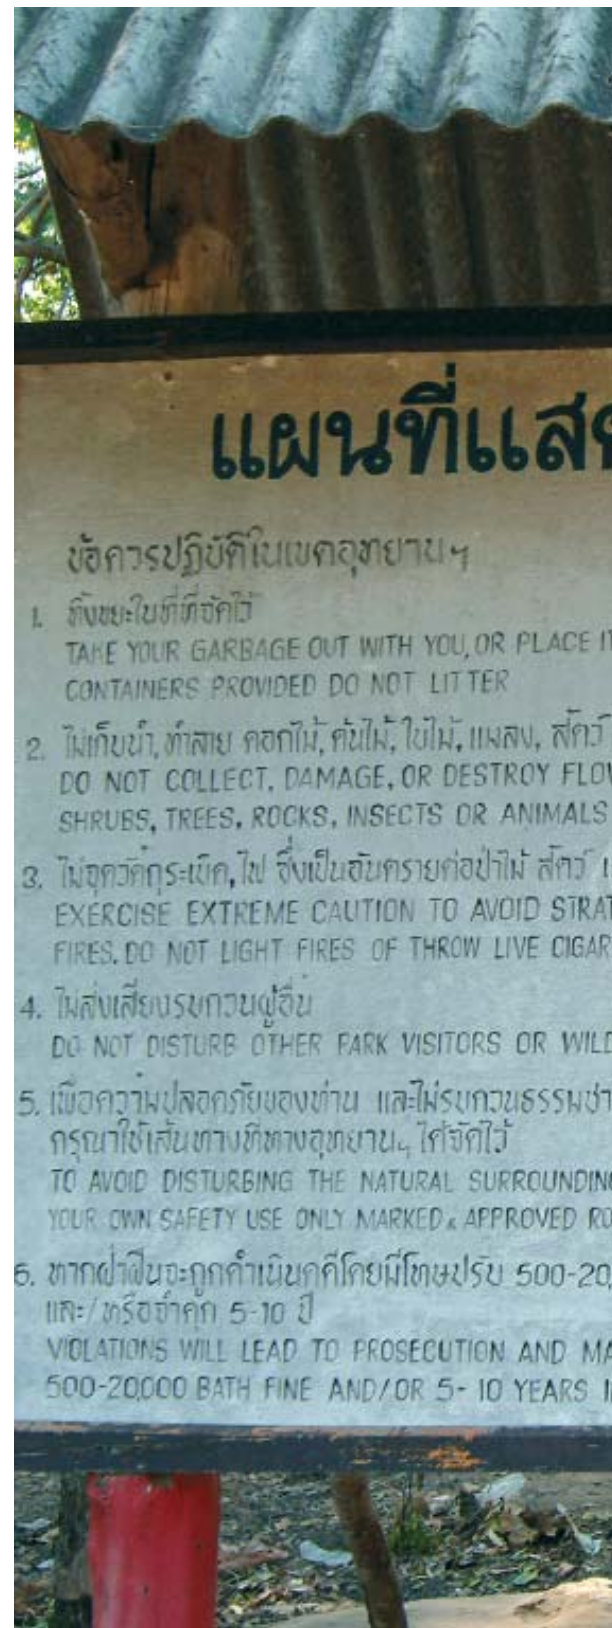 แผนที่แส
ข้อควรปฏิบัติในเขตอุทยานฯ
1. ทิ้งขยะในที่ที่จัดไว้
TAKE YOUR GARBAGE OUT WITH YOU, OR PLACE I
CONTAINERS PROVIDED DO NOT LITTER
2. ไม่เก็บนำ, ทำลาย ดอกไม้, ต้นไม้, ใบไม้, แมลง, สัตว์
DO NOT COLLECT, DAMAGE, OR DESTROY FLOW
SHRUBS, TREES, ROCKS, INSECTS OR ANIMALS
3. ไม่จุดวัตถุระเบิด, ไฟ ซึ่งเป็นอันตรายต่อป่าไม้ สัตว์
EXERCISE EXTREME CAUTION TO AVOID STRAT
FIRES. DO NOT LIGHT FIRES OF THROW LIVE CIGAR
4. ไม่ส่งเสียงรบกวนผู้อื่น
DO NOT DISTURB OTHER PARK VISITORS OR WILD
5. เพื่อความปลอดภัยของท่าน และไม่รบกวนธรรมชา
กรุณาใช้เส้นทางที่ทางอุทยานฯ ได้จัดไว้
TO AVOID DISTURBING THE NATURAL SURROUNDING
YOUR OWN SAFETY USE ONLY MARKED & APPROVED RO
6. หากฝ่าฝืนจะถูกดำเนินคดีโดยมีโทษปรับ 500-20,
และ/หรือจำคุก 5-10 ปี
VIOLATIONS WILL LEAD TO PROSECUTION AND MA
500-20,000 BATH FINE AND/OR 5-10 YEARS I